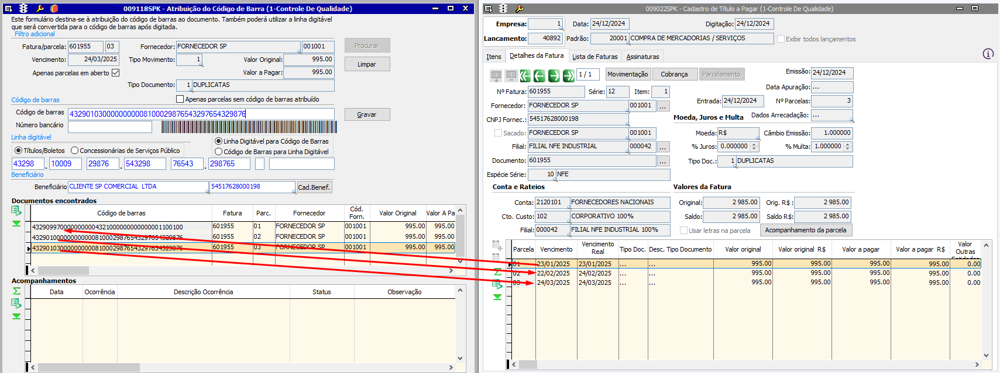 009118SPK - Atribuição do Código de Barra (1-Controle De Qualidade)
Este formulário destina-se à atribuição do código de barras ao documento. Também poderá utilizar a linha digitável
que será convertida para o código de barras após digitada.
Filtro adicional
Fatura/parcela: 601955 03 Fornecedor: FORNECEDOR SP 001001 Procurar
Vencimento: 24/03/2025 Tipo Movimento: 1 Valor Original: 995.00 Limpar
Apenas parcelas em aberto Valor a Pagar: 995.00
Tipo Documento: 1 DUPLICATAS
Código de barras Apenas parcelas sem código de barras atribuído
Código de barras 43290103000000000081000298765432976543298​76 Gravar
Número bancário
Linha digitável
Linha Digitável para Código de Barras
Títulos/Boletos Concessionárias de Serviços Público Código de Barras para Linha Digitável
43298 . 10009 29876 . 543298 76543 . 298765
Beneficiário
Beneficiário CLIENTE SP COMERCIAL LTDA 54517628000198 Cad.Benef.
Documentos encontrados
Código de barras Fatura Parc. Fornecedor Cód. Forn. Valor Original Valor A Pa
601955 01 FORNECEDOR SP 001001 995.00 995.00
601955 02 FORNECEDOR SP 001001 995.00 995.00
601955 03 FORNECEDOR SP 001001 995.00 995.00
Acompanhamentos
Data Ocorrência Descrição Ocorrência Status Observação
009022SPK - Cadastro de Título a Pagar (1-Controle De Qualidade)
Empresa: 1 Data: 24/12/2024 Digitação: 24/12/2024
Lancamento: 40892 Padrão: 20001 COMPRA DE MERCADORIAS / SERVIÇOS Exibir todos lançamentos
Itens Detalhes da Fatura Lista de Faturas Assinaturas
1 / 1 Movimentação Cobrança Parcelamento Emissão: 24/12/2024
Data Apuração: ...
Nº Fatura: 601955 Série: 12 Item: 1
Entrada: 24/12/2024 Nº Parcelas: 3
Fornecedor: FORNECEDOR SP 001001 ...
Moeda, Juros e Multa Dados Arrecadação: ...
CNPJ Fornec.: 54517628000198
Sacado: FORNECEDOR SP 001001 Moeda: R$ Câmbio Emissão: 1.000000
Filial: FILIAL NFE INDUSTRIAL 000042 ... % Juros: 0.000000 % Multa: 1.000000
Documento: 601955 ... Tipo Doc.: 1 DUPLICATAS
Espécie Série: 10 NFE
Conta e Rateios Valores da Fatura
Conta: 2120101 FORNECEDORES NACIONAIS Original: 2 985.00 Orig. R$ : 2 985.00
Cto. Custo: 102 CORPORATIVO 100% Saldo: 2 985.00 Saldo R$: 2 985.00
Filial: 000042 FILIAL NFE INDUSTRIAL 100% Usar letras na parcela Acompanhamento da parcela
Parcela Vencimento Vencimento Real Tipo Doc. Desc. Tipo Documento Valor original Valor original R$ Valor a pagar Valor a pagar R$ Valor Outras Entidades
01 23/01/2025 23/01/2025 ... ... 995.00 995.00 995.00 995.00 0.00
02 22/02/2025 24/02/2025 ... ... 995.00 995.00 995.00 995.00 0.00
03 24/03/2025 24/03/2025 ... ... 995.00 995.00 995.00 995.00 0.00